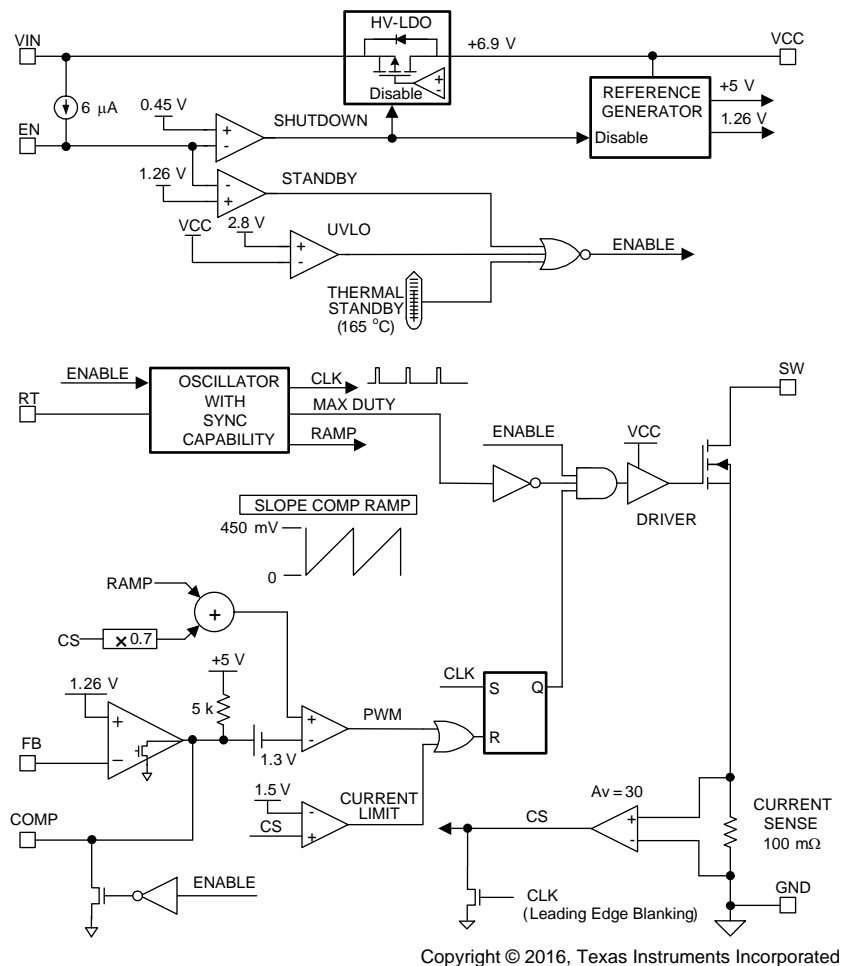 HV-LDO
VIN
+6.9 V
VCC
Disable
6 μA
0.45 V
SHUTDOWN
REFERENCE
GENERATOR
+5 V
1.26 V
Disable
EN
+
-
1.26 V
-
+
STANDBY
VCC
2.8 V
UVLO
+
-
ENABLE
THERMAL
STANDBY
(165 °C)
ENABLE
OSCILLATOR
WITH
SYNC
CAPABILITY
CLK
MAX DUTY
RAMP
RT
SW
ENABLE
VCC
DRIVER
SLOPE COMP RAMP
450 mV
0
RAMP
+
CS
× 0.7
+5 V
5 k
CLK
S
Q
R
1.26 V
+
-
FB
+
-
PWM
1.3 V
1.5 V
-
+
CS
CURRENT
LIMIT
COMP
ENABLE
Av = 30
CS
+
-
CURRENT
SENSE
100 mΩ
CLK
(Leading Edge Blanking)
GND
Copyright © 2016, Texas Instruments Incorporated